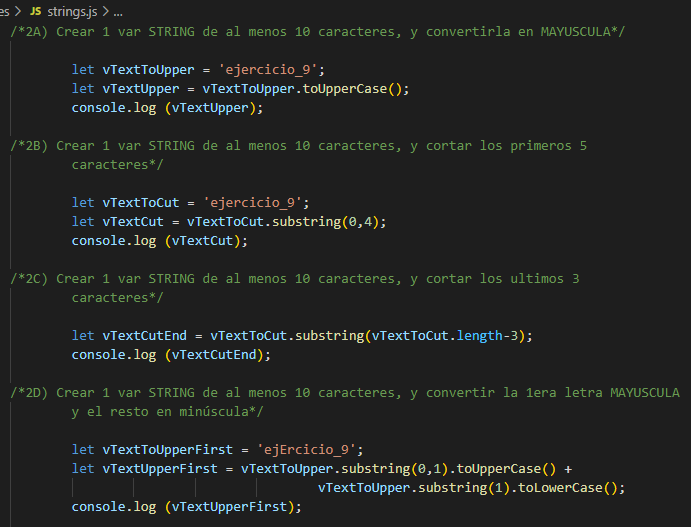 es > JS strings.js > ...
/*2A) Crear 1 var STRING de al menos 10 caracteres, y convertirla en MAYUSCULA*/
let vTextToUpper = 'ejercicio_9';
let vTextUpper = vTextToUpper.toUpperCase();
console.log (vTextUpper);
/*2B) Crear 1 var STRING de al menos 10 caracteres, y cortar los primeros 5
caracteres*/
let vTextToCut = 'ejercicio_9';
let vTextCut = vTextToCut.substring(0,4);
console.log (vTextCut);
/*2C) Crear 1 var STRING de al menos 10 caracteres, y cortar los ultimos 3
caracteres*/
let vTextCutEnd = vTextToCut.substring(vTextToCut.length-3);
console.log (vTextCutEnd);
/*2D) Crear 1 var STRING de al menos 10 caracteres, y convertir la 1era letra MAYUSCULA
y el resto en minúscula*/
let vTextToUpperFirst = 'ejErcicio_9';
let vTextUpperFirst = vTextToUpper.substring(0,1).toUpperCase() +
vTextToUpper.substring(1).toLowerCase();
console.log (vTextUpperFirst);